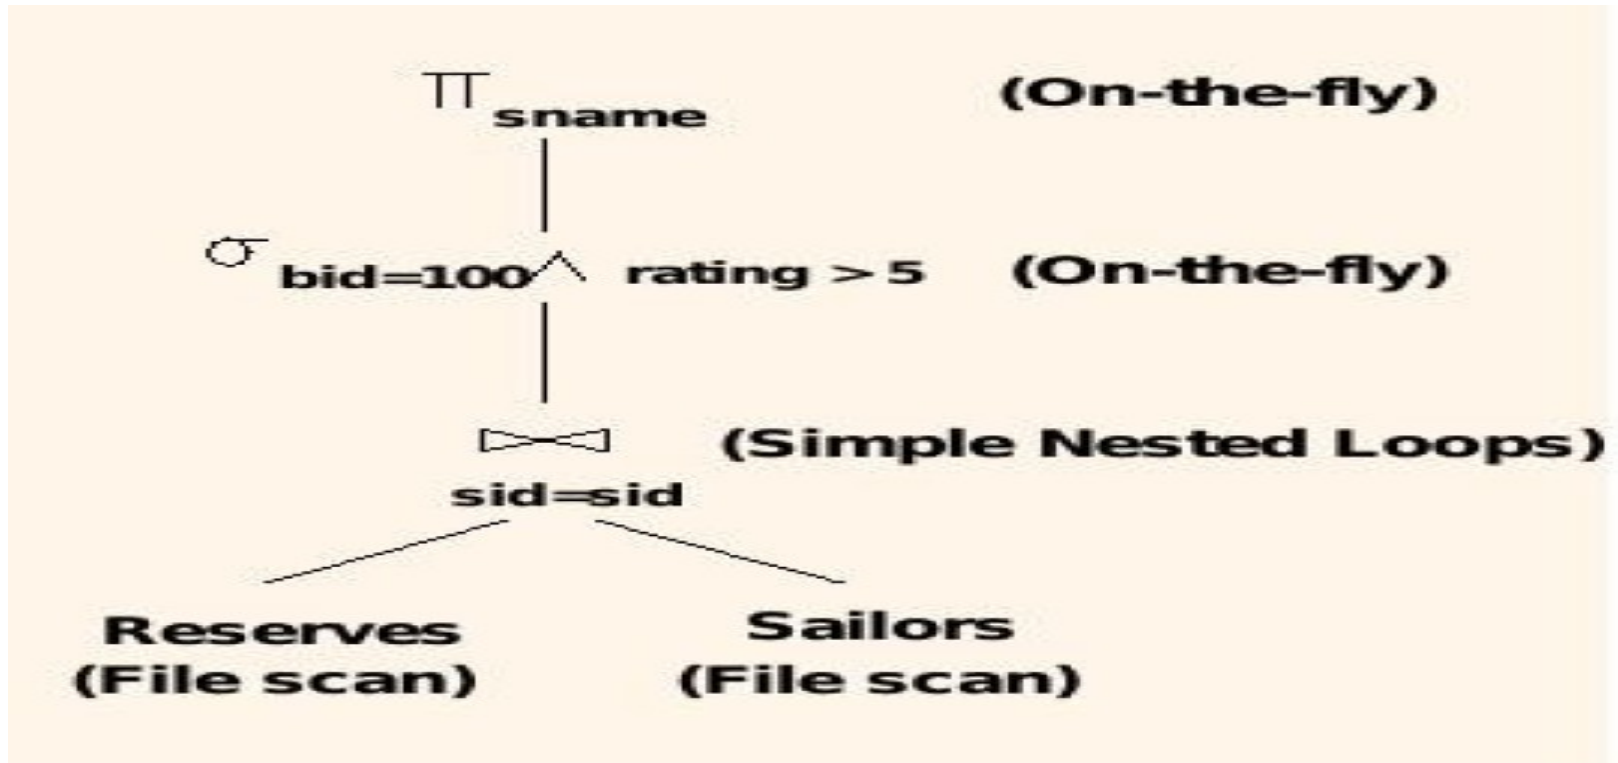 π sname (On-the-fly)
σ bid=100 ∧ rating > 5 (On-the-fly)
⋈ (Simple Nested Loops)
sid=sid
Reserves Sailors
(File scan) (File scan)